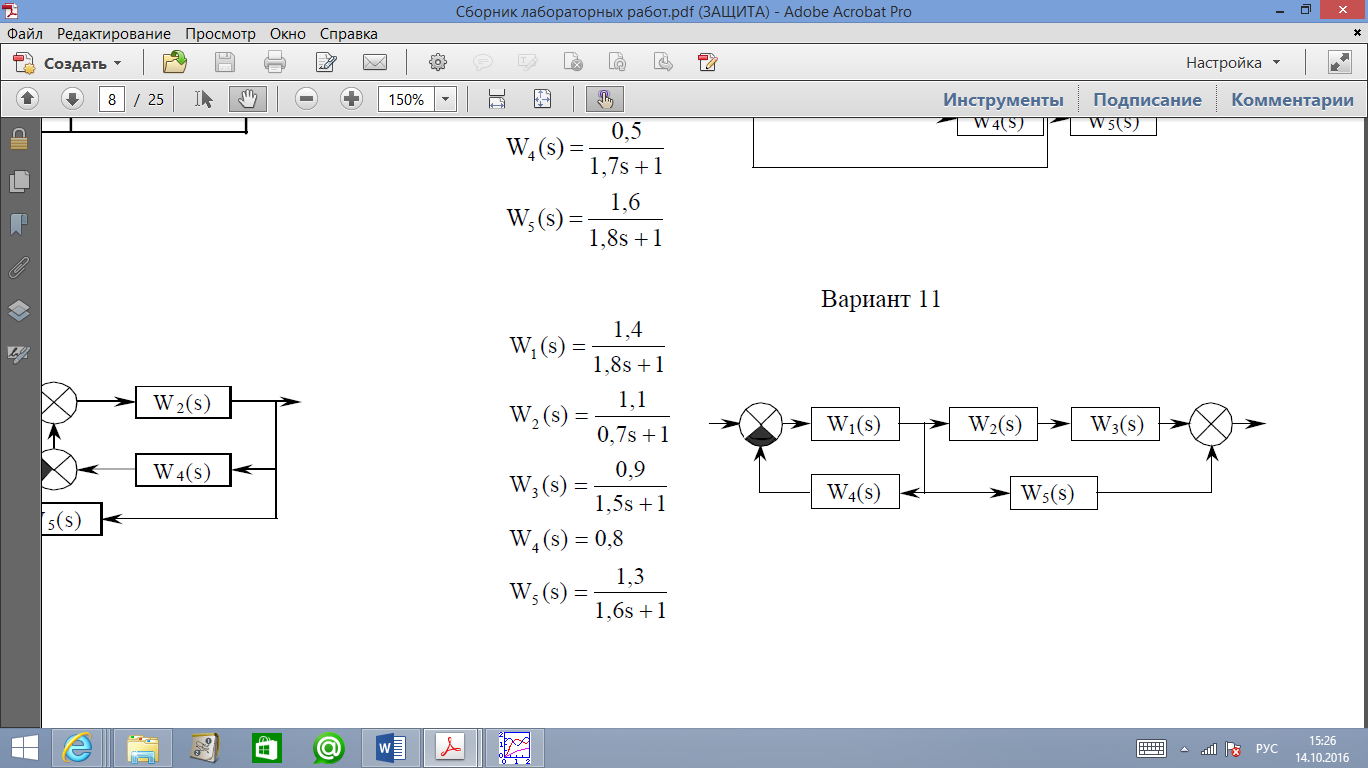 Сборник лабораторных работ.pdf (ЗАЩИТА) - Adobe Acrobat Pro
Файл Редактирование Просмотр Окно Справка
Создать Настройка
8 / 25 150% Инструменты Подписание Комментарии
W4(s) = 0,5 / (1,7s + 1)
W4(s) W5(s)
W5(s) = 1,6 / (1,8s + 1)
Вариант 11
W1(s) = 1,4 / (1,8s + 1)
W2(s) = 1,1 / (0,7s + 1)
W3(s) = 0,9 / (1,5s + 1)
W4(s) = 0,8
W5(s) = 1,3 / (1,6s + 1)
W2(s)
W4(s)
5(s)
W1(s) W2(s) W3(s)
W4(s) W5(s)
РУС
15:26
14.10.2016